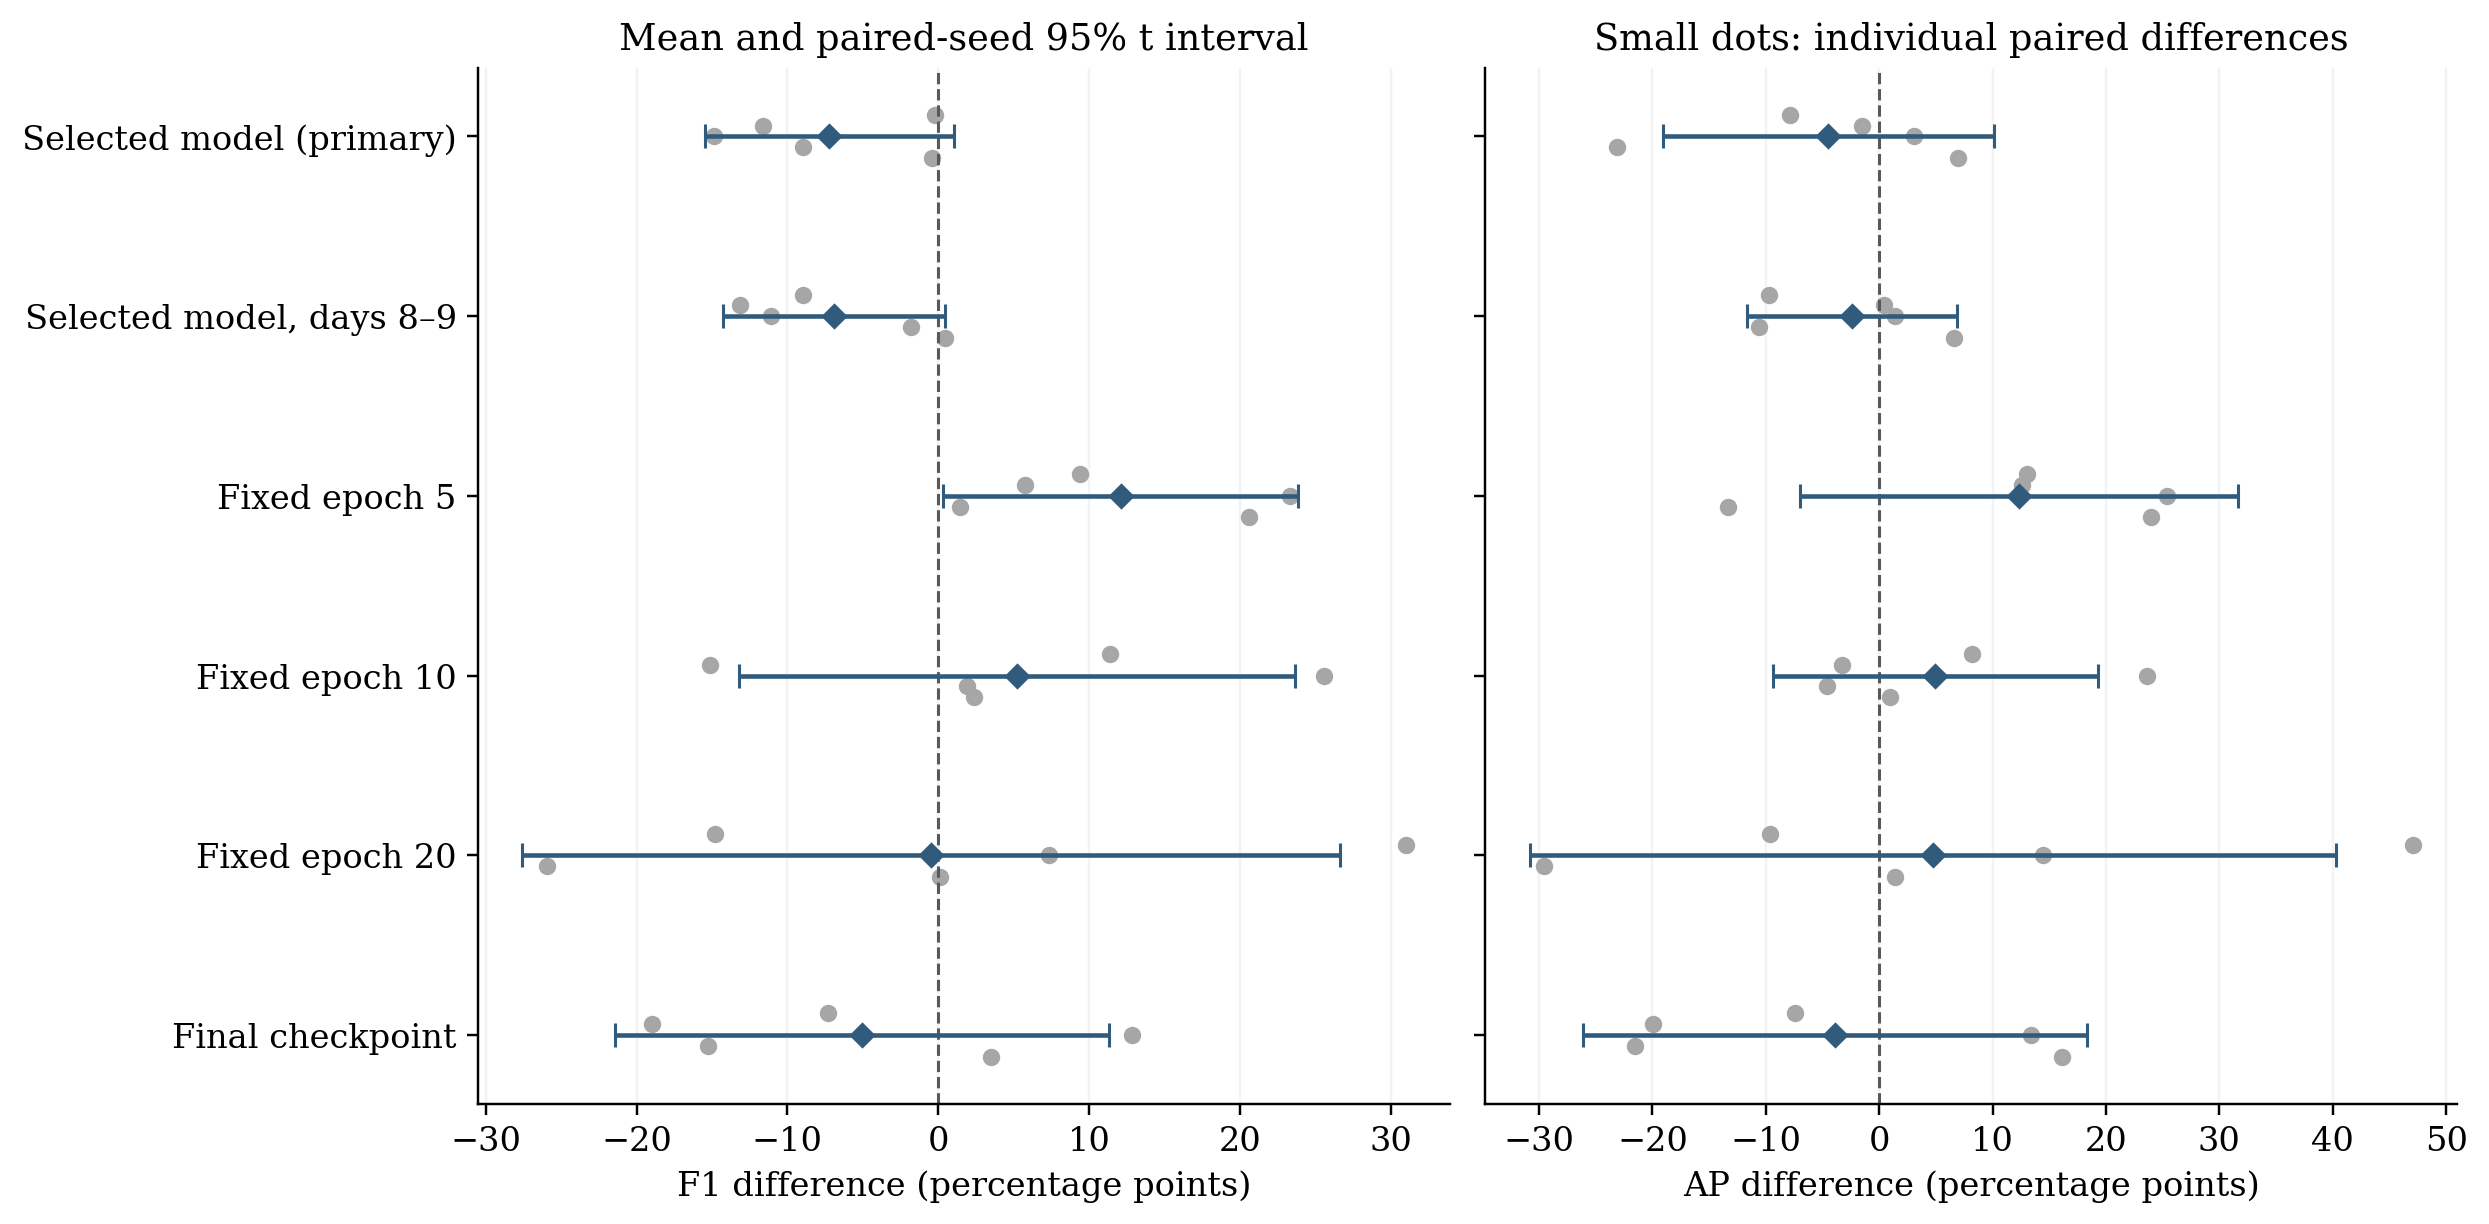 Mean and paired-seed 95% t interval
Small dots: individual paired differences
Selected model (primary)
Selected model, days 8–9
Fixed epoch 5
Fixed epoch 10
Fixed epoch 20
Final checkpoint
−30 −20 −10 0 10 20 30
−30 −20 −10 0 10 20 30 40 50
F1 difference (percentage points)
AP difference (percentage points)